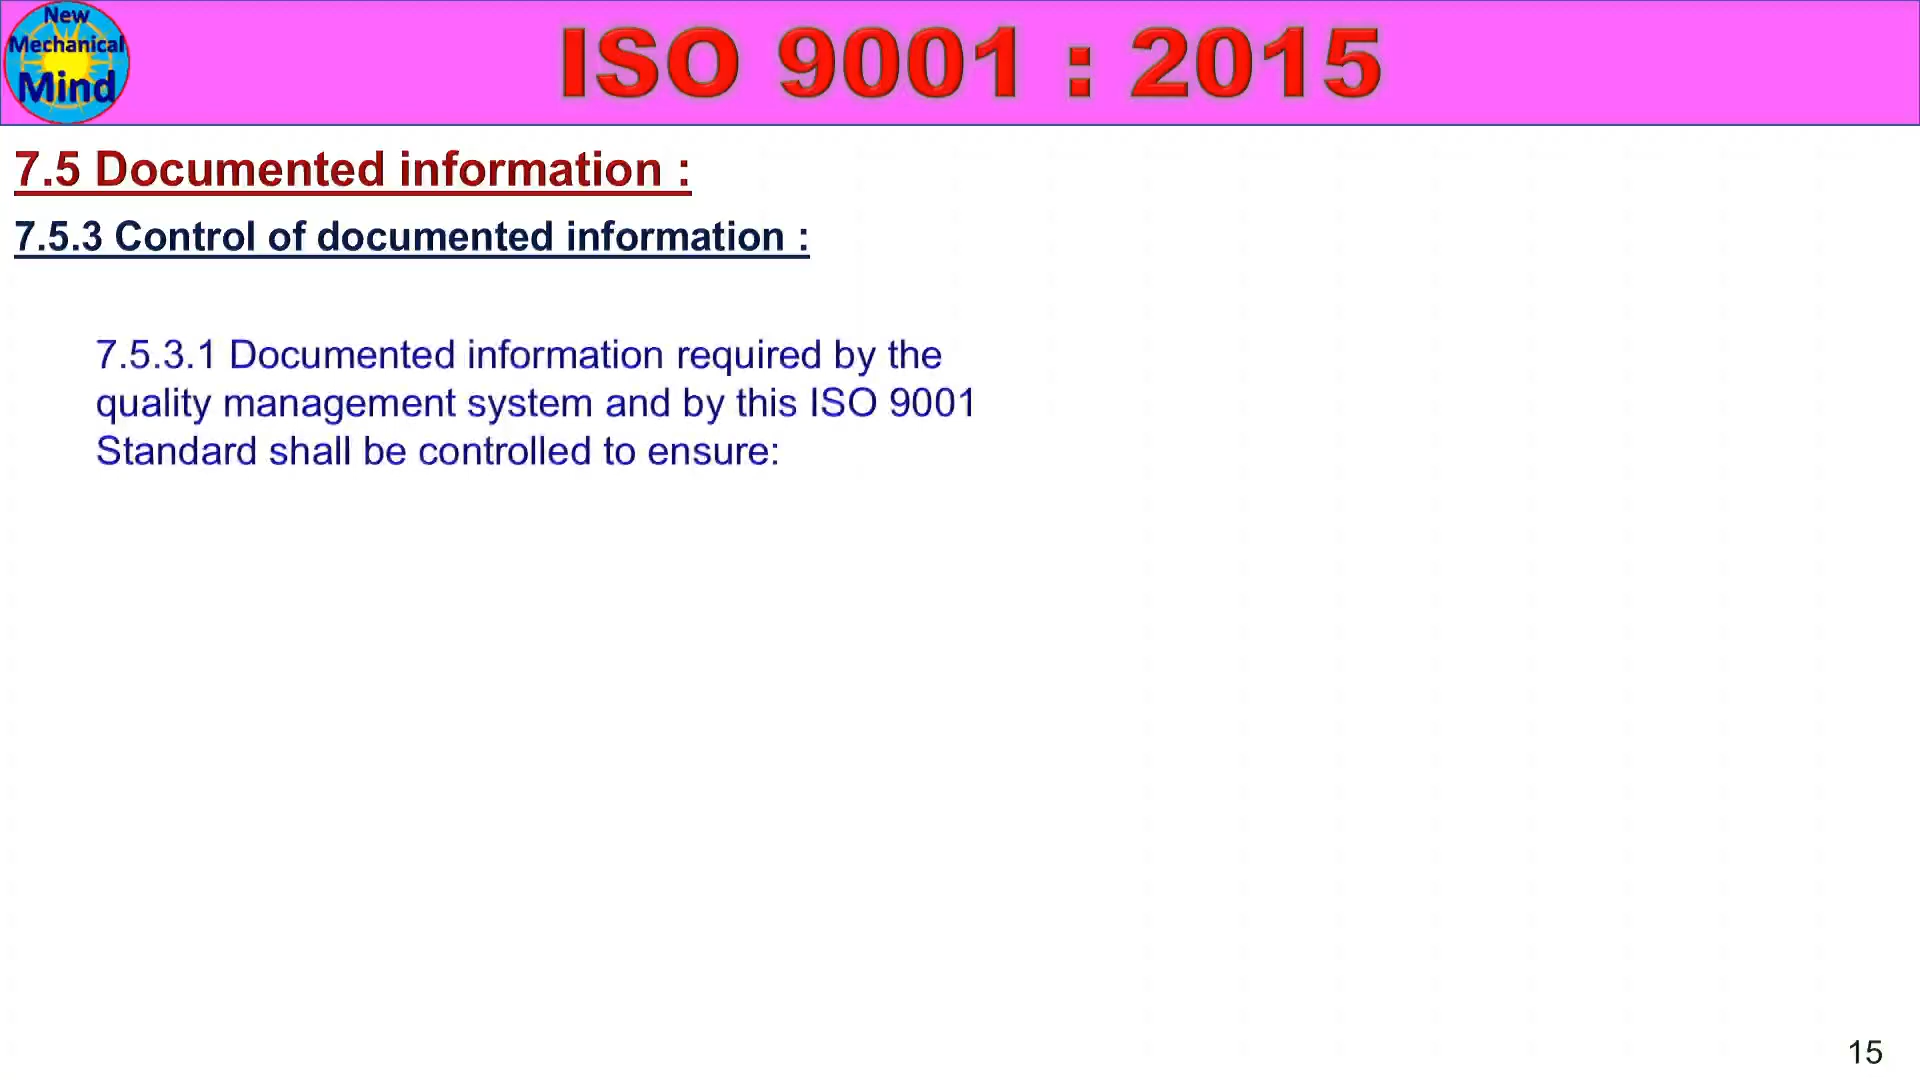 New
Mechanical
Mind
ISO 9001 : 2015
7.5 Documented information :
7.5.3 Control of documented information :
7.5.3.1 Documented information required by the
quality management system and by this ISO 9001
Standard shall be controlled to ensure:
15